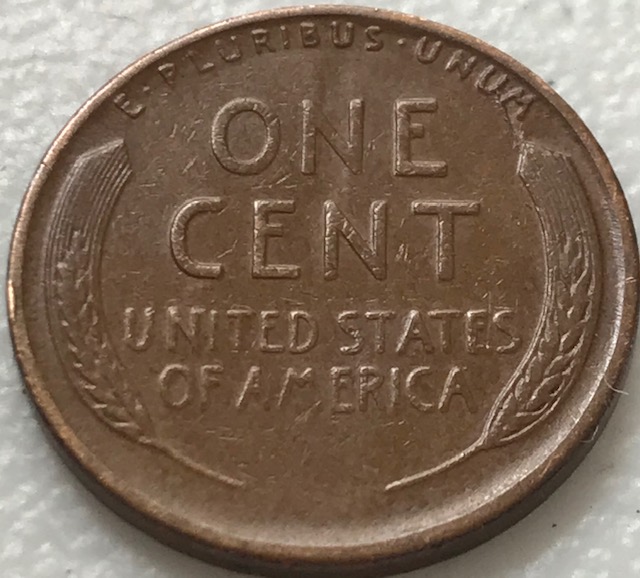 E·PLURIBUS·UNUM
ONE
CENT
UNITED STATES
OF AMERICA